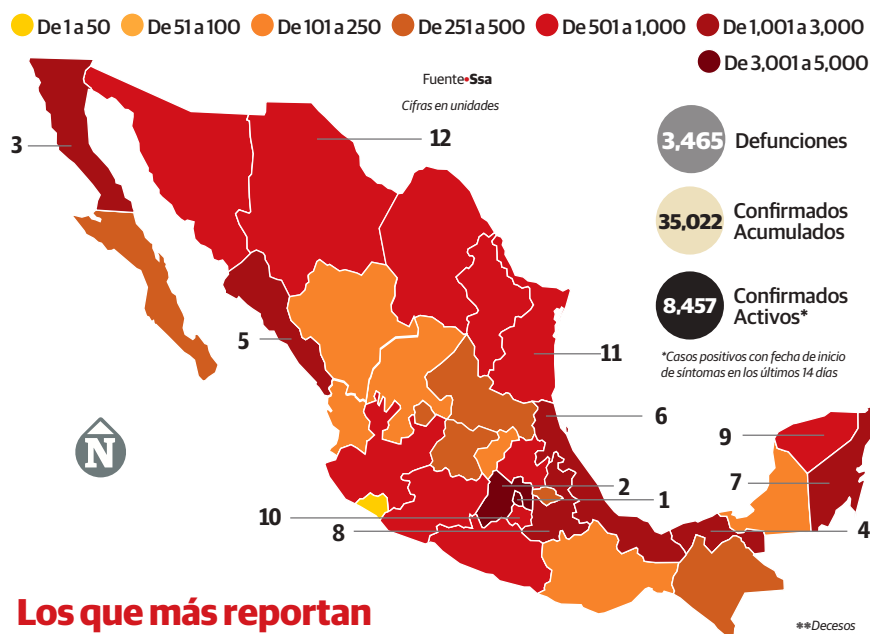 De 1 a 50 De 51 a 100 De 101 a 250 De 251 a 500 De 501 a 1,000 De 1,001 a 3,000
De 3,001 a 5,000
Fuente•Ssa
Cifras en unidades
3,465 Defunciones
35,022 Confirmados
Acumulados
8,457 Confirmados
Activos*
*Casos positivos con fecha de inicio
de síntomas en los últimos 14 días
3
12
5
11
6
9
7
2
1
10
8
4
N
Los que más reportan
**Decesos